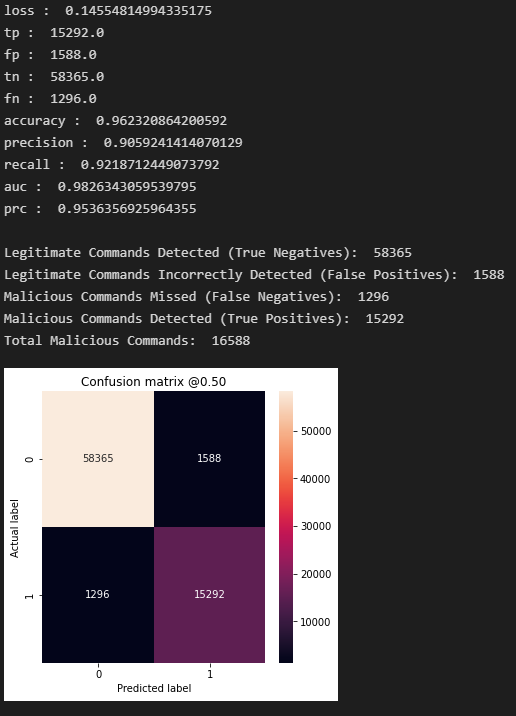 loss :  0.14554814994335175
tp :  15292.0
fp :  1588.0
tn :  58365.0
fn :  1296.0
accuracy :  0.962320864200592
precision :  0.9059241414070129
recall :  0.9218712449073792
auc :  0.9826343059539795
prc :  0.9536356925964355
Legitimate Commands Detected (True Negatives):  58365
Legitimate Commands Incorrectly Detected (False Positives):  1588
Malicious Commands Missed (False Negatives):  1296
Malicious Commands Detected (True Positives):  15292
Total Malicious Commands:  16588
Confusion matrix @0.50
50000
0 58365 1588
40000
Actual label
30000
20000
1 1296 15292
10000
0 1
Predicted label